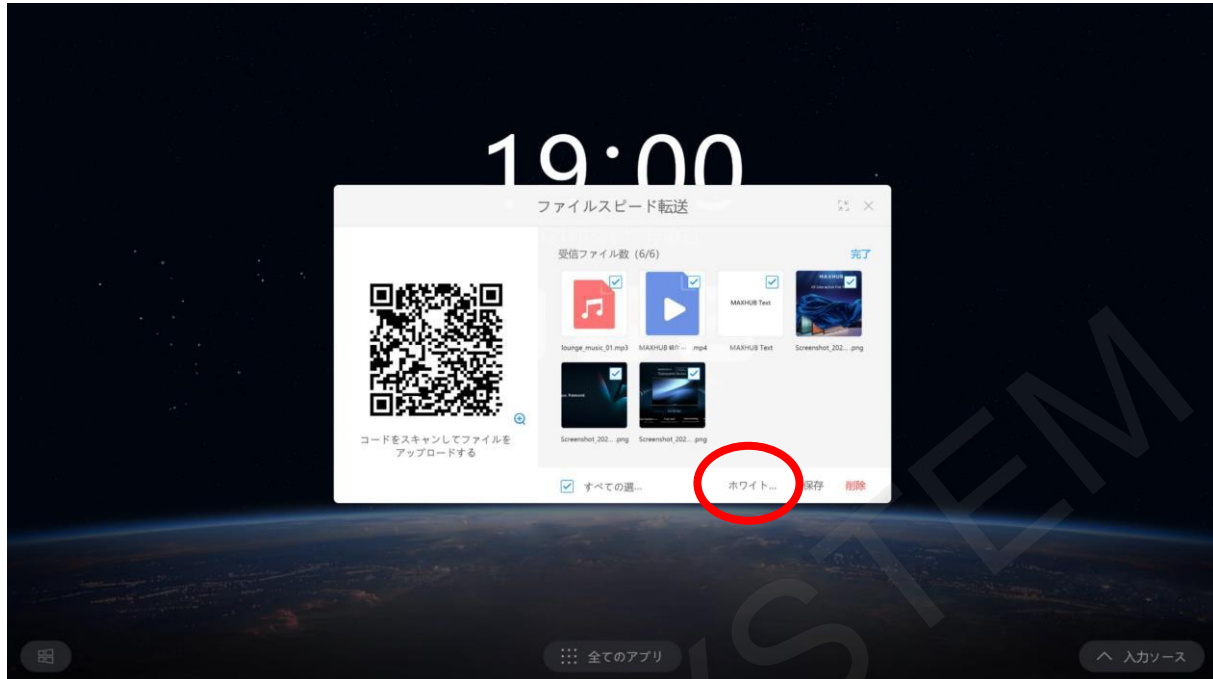 19:00
ファイルスピード転送
受信ファイル数 (6/6)
完了
MAXHUB Text
MAXHUB
lounge_music_01.mp3
MAXHUB Text
Screenshot_202... .png
Screenshot_202... .png
Screenshot_202... .png
コードをスキャンしてファイルを
アップロードする
すべての選...
ホワイト...
保存
削除
全てのアプリ
入力ソース
STEM